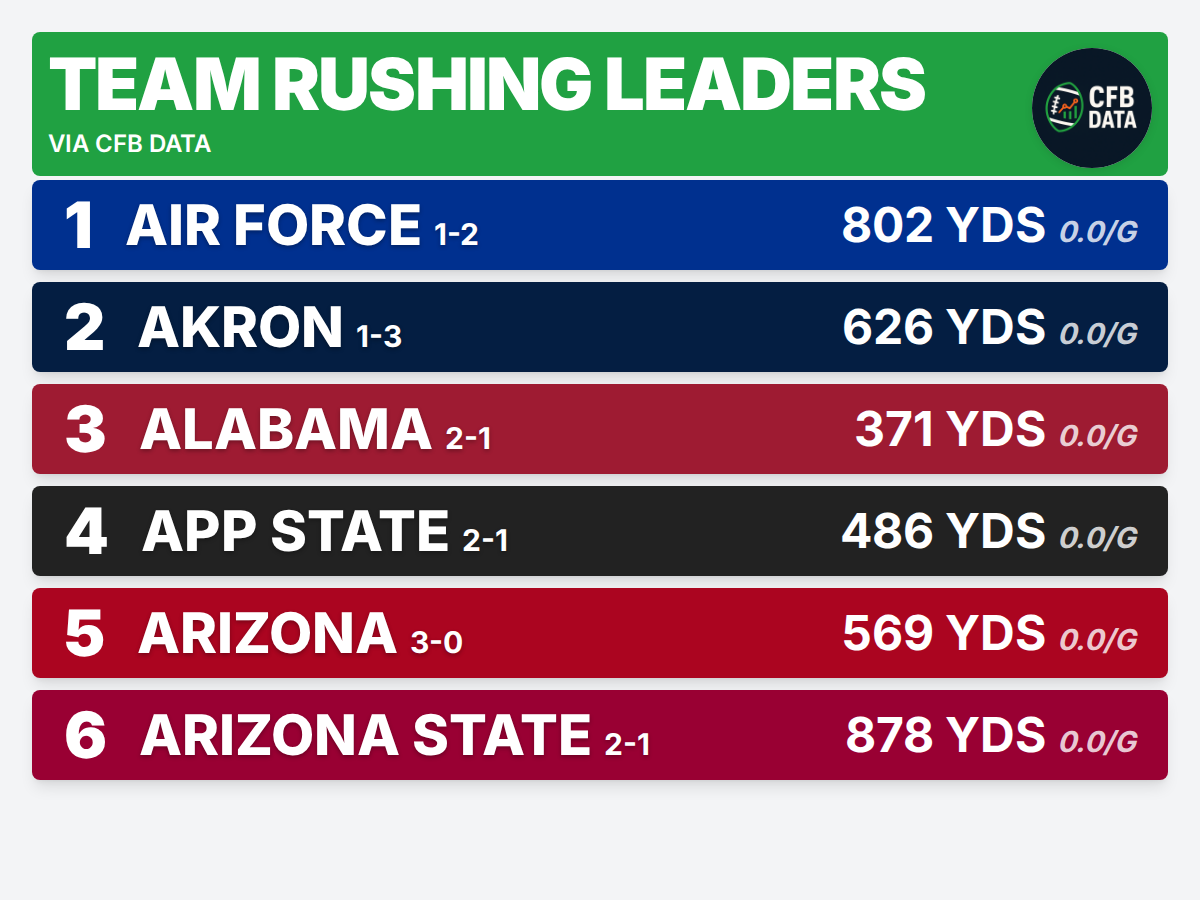 TEAM RUSHING LEADERS
VIA CFB DATA
CFB
DATA
1 AIR FORCE 1-2 802 YDS 0.0/G
2 AKRON 1-3 626 YDS 0.0/G
3 ALABAMA 2-1 371 YDS 0.0/G
4 APP STATE 2-1 486 YDS 0.0/G
5 ARIZONA 3-0 569 YDS 0.0/G
6 ARIZONA STATE 2-1 878 YDS 0.0/G